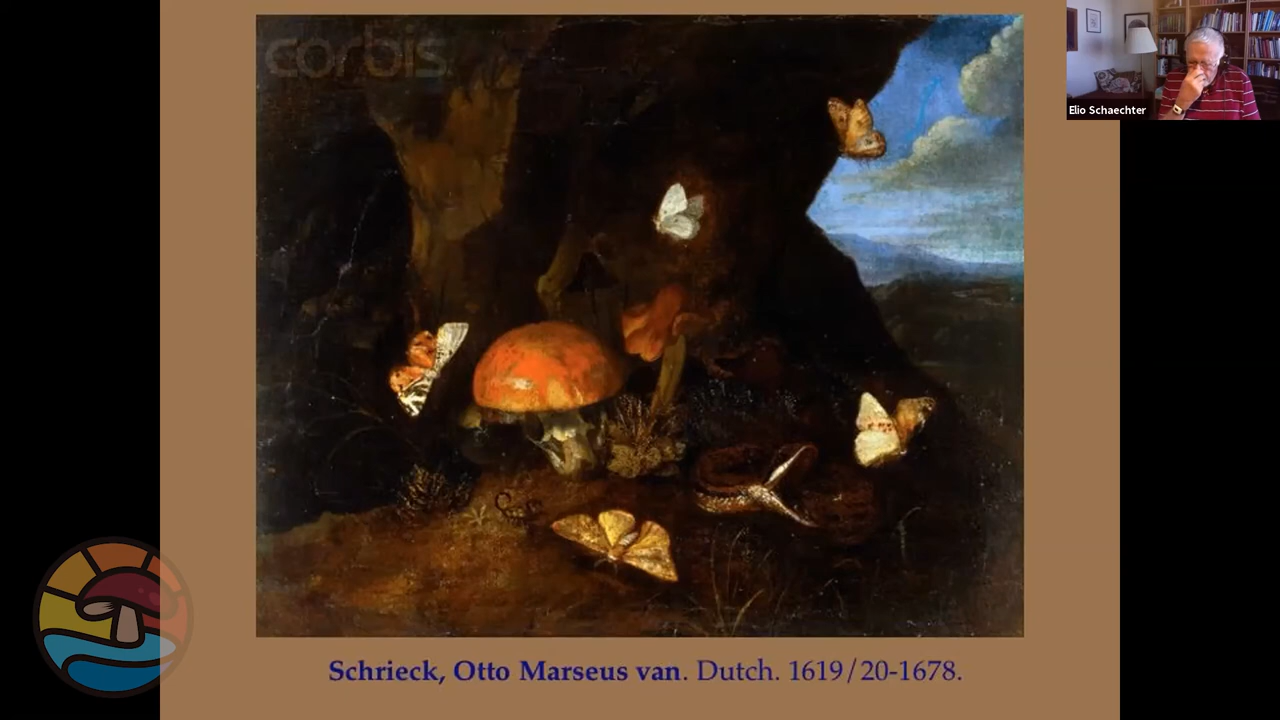 corbis.
Elio Schaechter
Schrieck, Otto Marseus van. Dutch. 1619/20-1678.